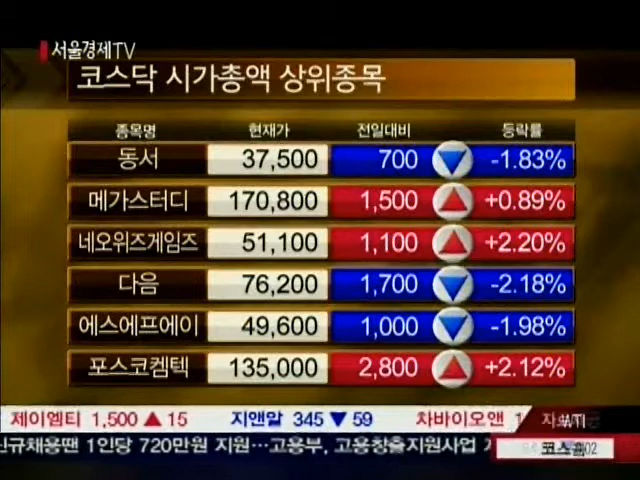 서울경제TV
코스닥 시가총액 상위종목
종목명 현재가 전일대비 등락률
동서 37,500 700 ▼ -1.83%
메가스터디 170,800 1,500 ▲ +0.89%
네오위즈게임즈 51,100 1,100 ▲ +2.20%
다음 76,200 1,700 ▼ -2.18%
에스에프에이 49,600 1,000 ▼ -1.98%
포스코켐텍 135,000 2,800 ▲ +2.12%
제이엠티 1,500 ▲ 15 지앤알 345 ▼ 59 차바이오앤
신규채용땐 1인당 720만원 지원…고용부, 고용창출지원사업